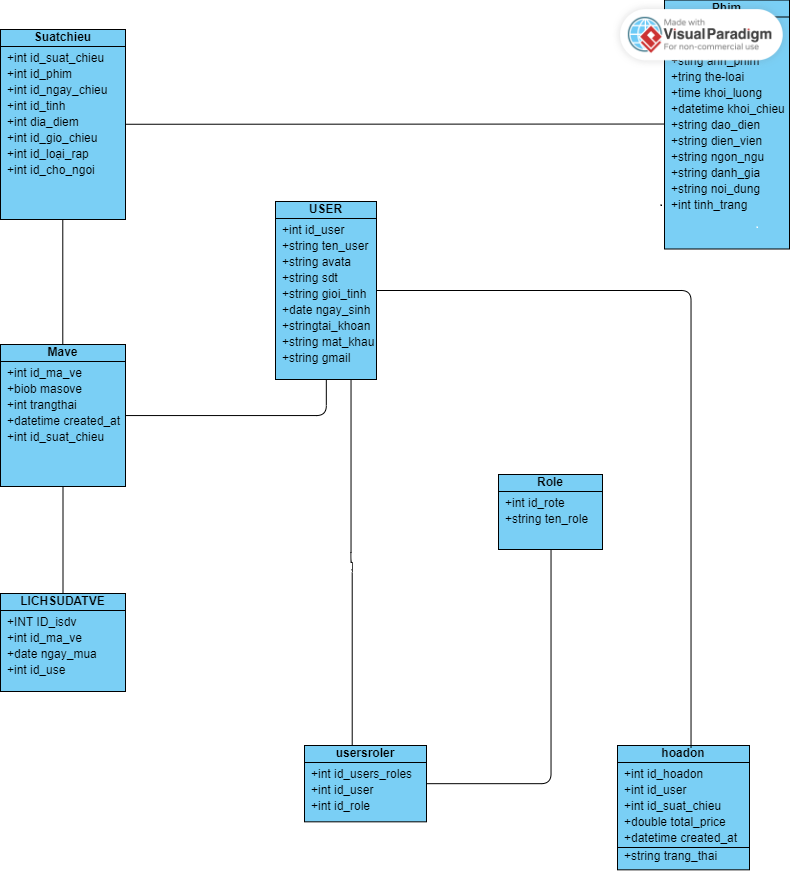 Phim
Made with
VisualParadigm
For non-commercial use
Suatchieu
+int id_suat_chieu
+int id_phim
+int id_ngay_chieu
+int id_tinh
+int dia_diem
+int id_gio_chieu
+int id_loại_rap
+int id_cho_ngoi
+sting anh_phim
+tring the-loai
+time khoi_luong
+datetime khoi_chieu
+string dao_dien
+string dien_vien
+string ngon_ngu
+string danh_gia
+string noi_dung
+int tinh_trang
USER
+int id_user
+string ten_user
+string avata
+string sdt
+string gioi_tinh
+date ngay_sinh
+stringtai_khoan
+string mat_khau
+string gmail
Mave
+int id_ma_ve
+biob masove
+int trangthai
+datetime created_at
+int id_suat_chieu
Role
+int id_rote
+string ten_role
LICHSUDATVE
+INT ID_isdv
+int id_ma_ve
+date ngay_mua
+int id_use
usersroler
+int id_users_roles
+int id_user
+int id_role
hoadon
+int id_hoadon
+int id_user
+int id_suat_chieu
+double total_price
+datetime created_at
+string trang_thai